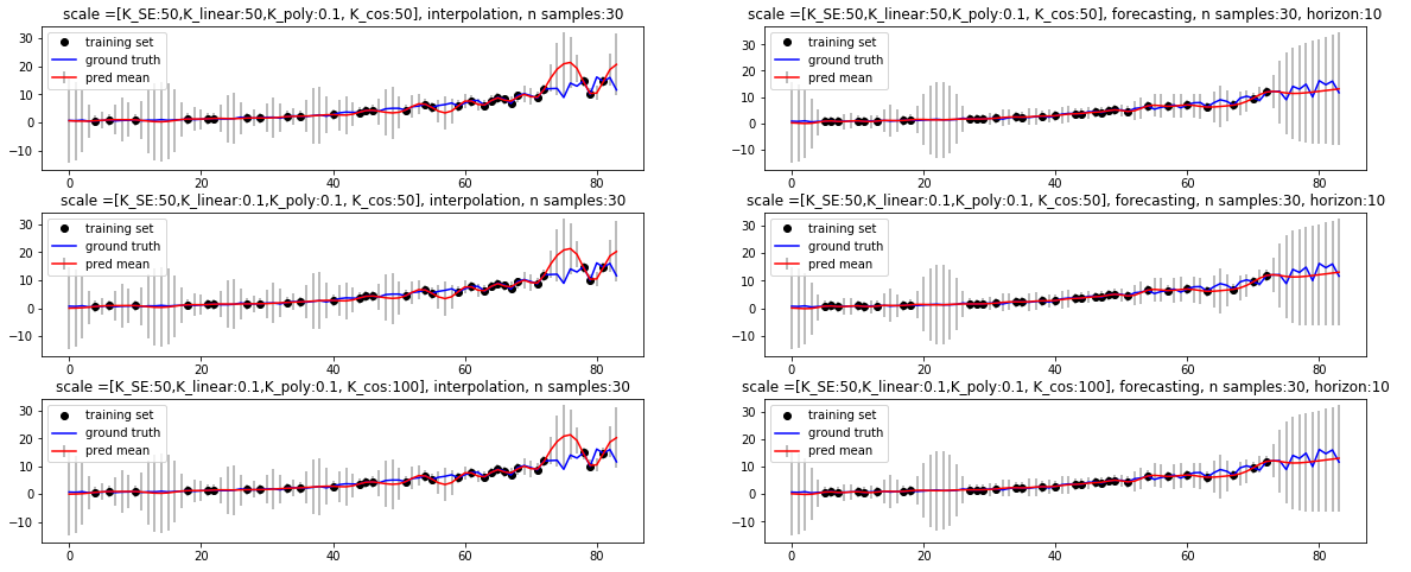 scale =[K_SE:50,K_linear:50,K_poly:0.1, K_cos:50], interpolation, n samples:30
30
20
10
0
−10
training set
ground truth
pred mean
0 20 40 60 80
scale =[K_SE:50,K_linear:50,K_poly:0.1, K_cos:50], forecasting, n samples:30, horizon:10
30
20
10
0
−10
training set
ground truth
pred mean
0 20 40 60 80
scale =[K_SE:50,K_linear:0.1,K_poly:0.1, K_cos:50], interpolation, n samples:30
30
20
10
0
−10
training set
ground truth
pred mean
0 20 40 60 80
scale =[K_SE:50,K_linear:0.1,K_poly:0.1, K_cos:50], forecasting, n samples:30, horizon:10
30
20
10
0
−10
training set
ground truth
pred mean
0 20 40 60 80
scale =[K_SE:50,K_linear:0.1,K_poly:0.1, K_cos:100], interpolation, n samples:30
30
20
10
0
−10
training set
ground truth
pred mean
0 20 40 60 80
scale =[K_SE:50,K_linear:0.1,K_poly:0.1, K_cos:100], forecasting, n samples:30, horizon:10
30
20
10
0
−10
training set
ground truth
pred mean
0 20 40 60 80